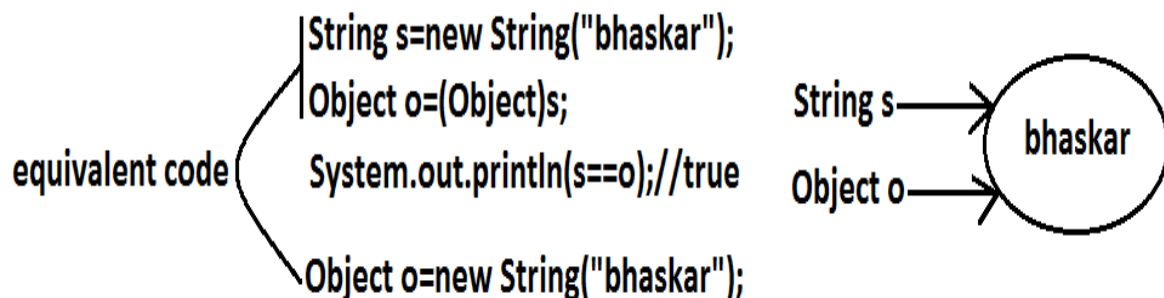 String s=new String("bhaskar");
Object o=(Object)s;
equivalent code
System.out.println(s==o);//true
Object o=new String("bhaskar");
String s
Object o
bhaskar